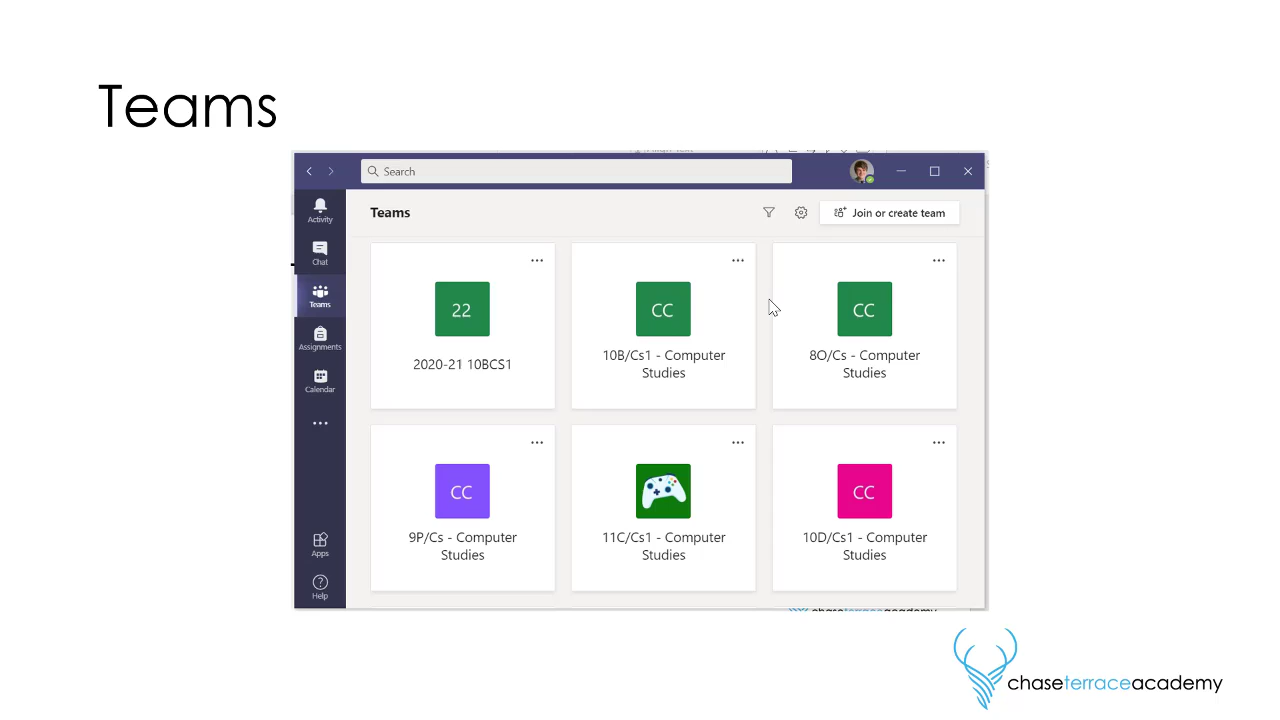 Teams
Search
Activity
Chat
Teams
Assignments
Calendar
Apps
Help
Teams
Join or create team
22
2020-21 10BCS1
CC
10B/Cs1 - Computer
Studies
CC
8O/Cs - Computer
Studies
CC
9P/Cs - Computer
Studies
11C/Cs1 - Computer
Studies
CC
10D/Cs1 - Computer
Studies
chaseterraceacademy